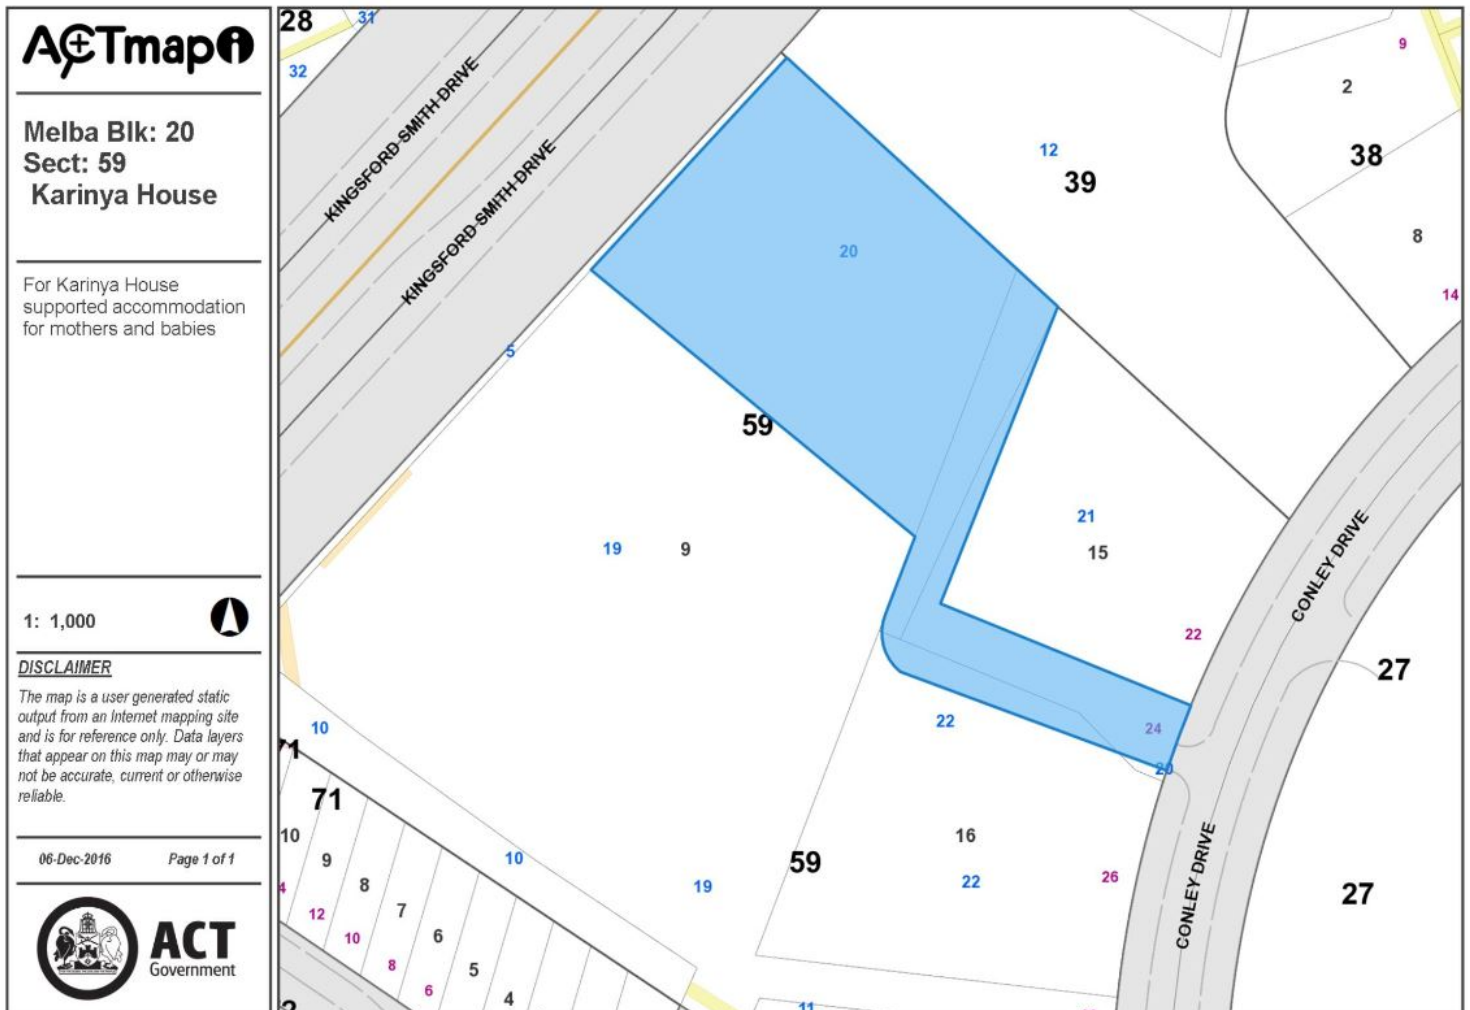 ACTmapi
Melba Blk: 20
Sect: 59
Karinya House
For Karinya House
supported accommodation
for mothers and babies
1: 1,000
DISCLAIMER
The map is a user generated static
output from an Internet mapping site
and is for reference only. Data layers
that appear on this map may or may
not be accurate, current or otherwise
reliable.
06-Dec-2016 Page 1 of 1
ACT
Government
28
31
32
KINGSFORD SMITH DRIVE
KINGSFORD SMITH DRIVE
9
2
12
39
38
20
8
14
5
59
21
15
19
9
CONLEY DRIVE
22
27
10
22
24
20
71
71
10
9
16
59
10
8
19
22
26
27
4
12
7
10
6
8
5
6
4
CONLEY DRIVE
11
2